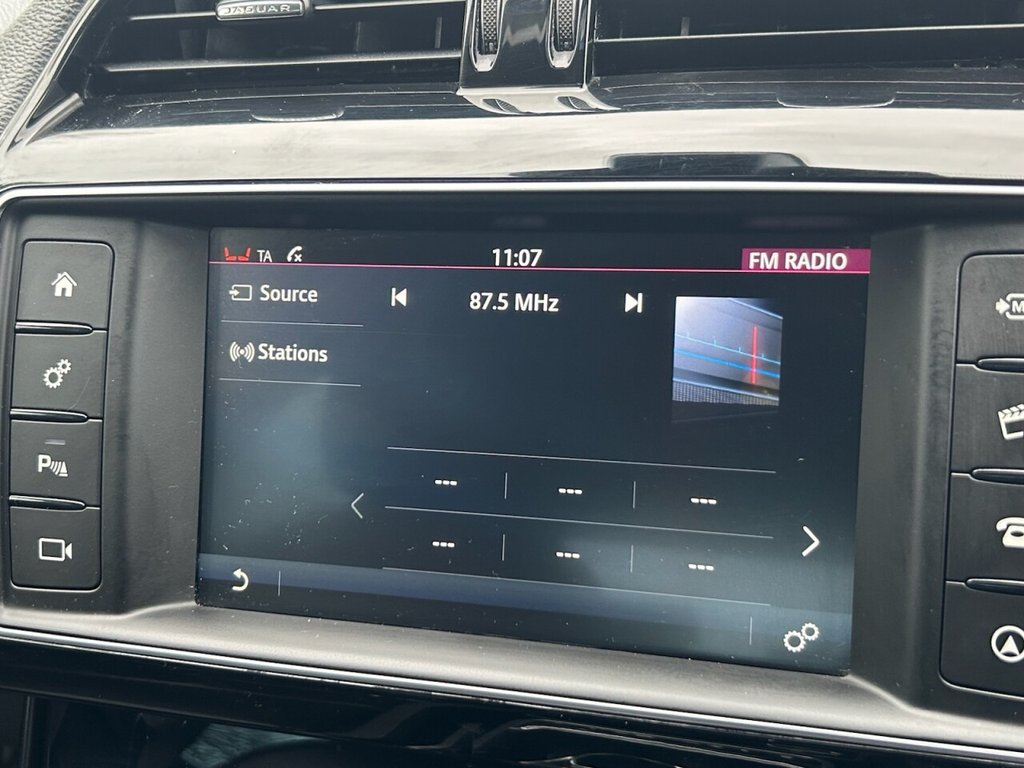 JAGUAR
TA 11:07 FM RADIO
Source 87.5 MHz
Stations
--- --- ---
--- --- ---
P
M